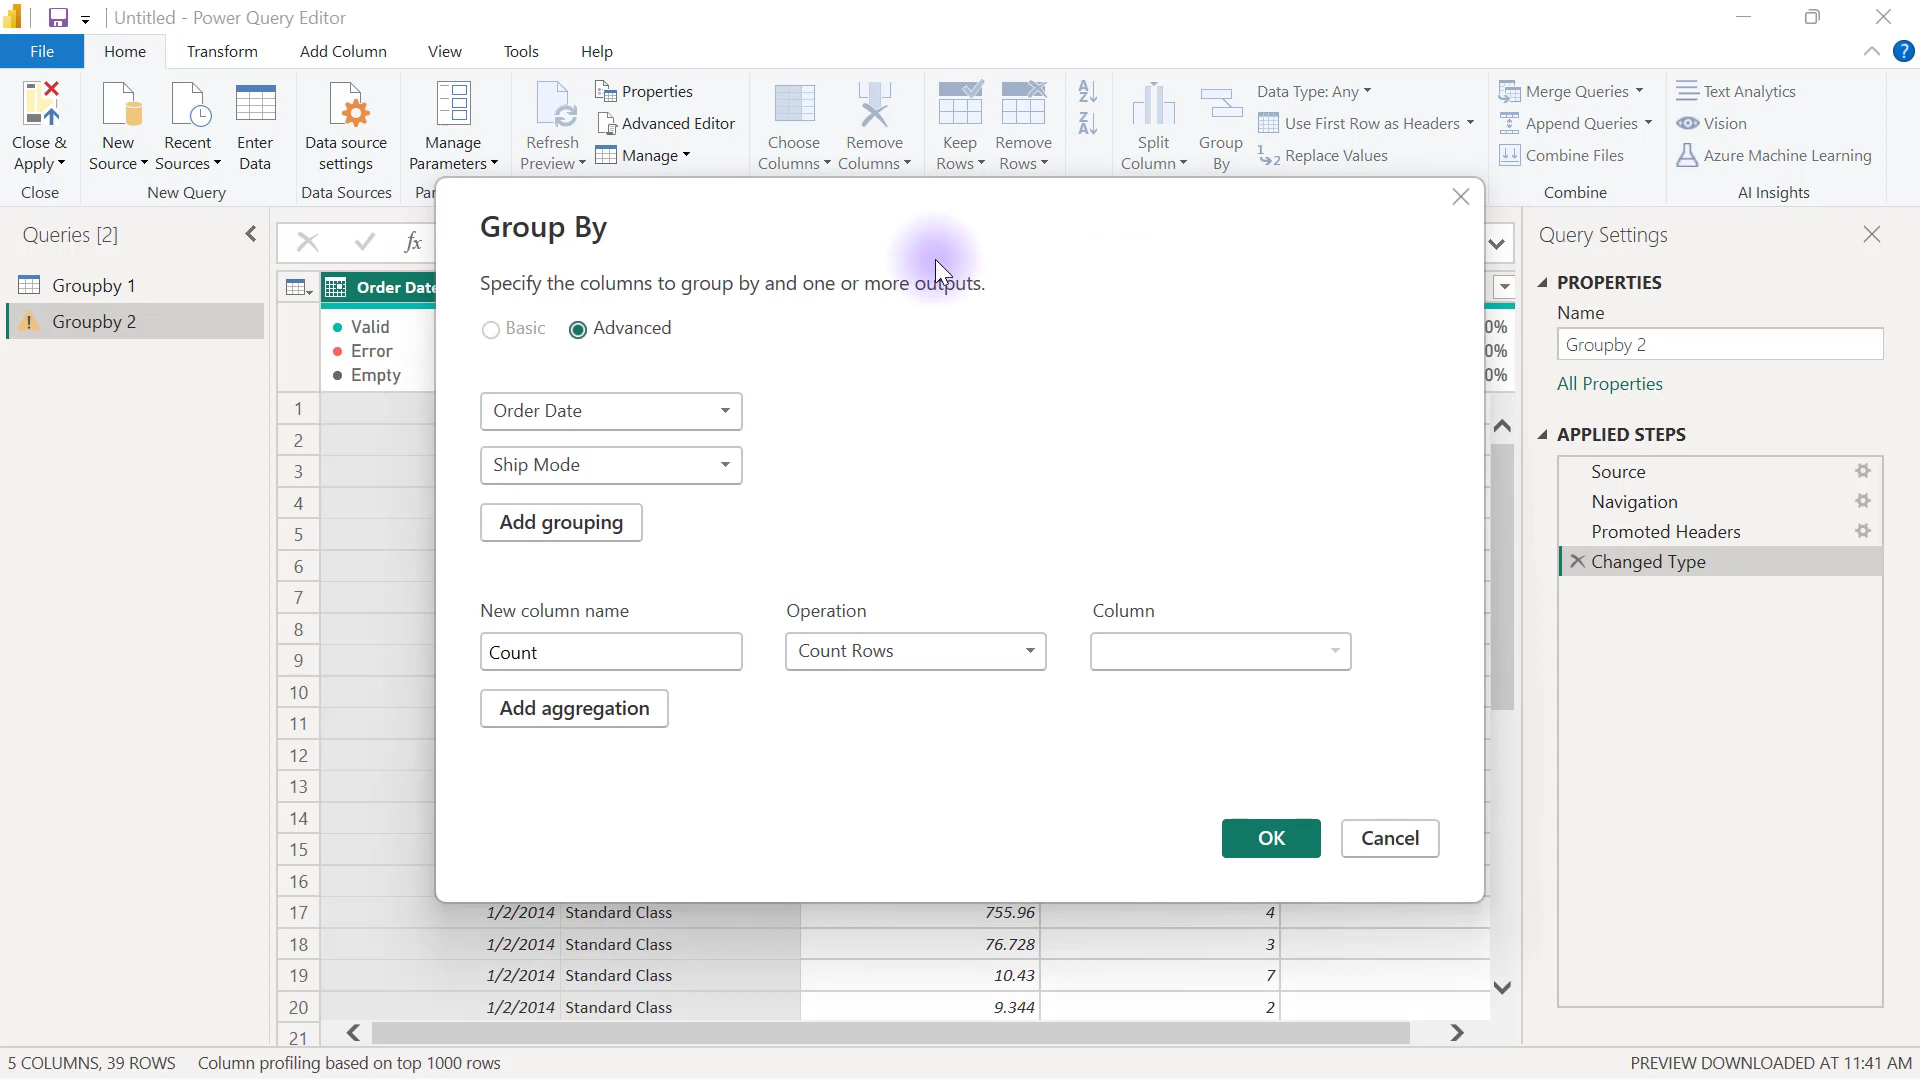 Untitled - Power Query Editor
File Home Transform Add Column View Tools Help
?
Close & Apply
Close
New Source
Recent Sources
Enter Data
New Query
Data source settings
Data Sources
Manage Parameters
Par
Refresh Preview
Properties
Advanced Editor
Manage
Choose Columns
Remove Columns
Keep Rows
Remove Rows
A Z
Z A
Split Column
Group By
Data Type: Any
Use First Row as Headers
1 2 Replace Values
Merge Queries
Append Queries
Combine Files
Combine
Text Analytics
Vision
Azure Machine Learning
AI Insights
Queries [2]
Groupby 1
Groupby 2
fx
Order Date
Valid
Error
Empty
0%
0%
0%
Group By
Specify the columns to group by and one or more outputs.
Basic Advanced
Order Date
Ship Mode
Add grouping
New column name Operation Column
Count Count Rows
Add aggregation
OK Cancel
1
2
3
4
5
6
7
8
9
10
11
12
13
14
15
16
17 1/2/2014 Standard Class 755.96 4
18 1/2/2014 Standard Class 76.728 3
19 1/2/2014 Standard Class 10.43 7
20 1/2/2014 Standard Class 9.344 2
21
Query Settings
PROPERTIES
Name
Groupby 2
All Properties
APPLIED STEPS
Source
Navigation
Promoted Headers
Changed Type
5 COLUMNS, 39 ROWS Column profiling based on top 1000 rows PREVIEW DOWNLOADED AT 11:41 AM